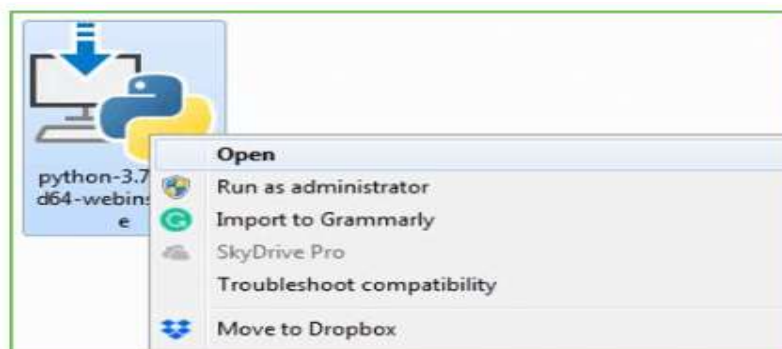 python-3.7
d64-webins
e
Open
Run as administrator
Import to Grammarly
SkyDrive Pro
Troubleshoot compatibility
Move to Dropbox